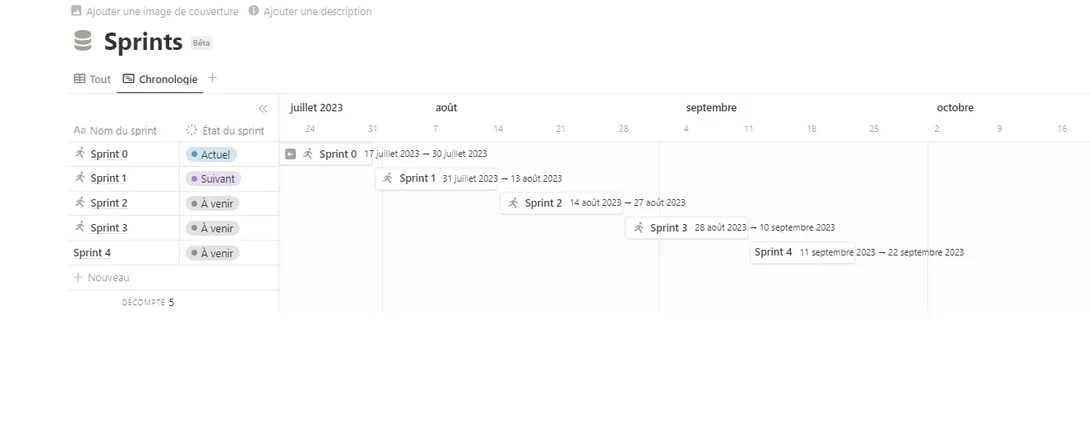 Ajouter une image de couverture Ajouter une description
Sprints Bêta
Tout Chronologie +
juillet 2023 août septembre octobre
Aa Nom du sprint État du sprint 24 31 7 14 21 28 4 11 18 25 2 9 16
Sprint 0 Actuel Sprint 0 17 juillet 2023 → 30 juillet 2023
Sprint 1 Suivant Sprint 1 31 juillet 2023 → 13 août 2023
Sprint 2 À venir Sprint 2 14 août 2023 → 27 août 2023
Sprint 3 À venir Sprint 3 28 août 2023 → 10 septembre 2023
Sprint 4 À venir Sprint 4 11 septembre 2023 → 22 septembre 2023
+ Nouveau
DÉCOMPTE 5